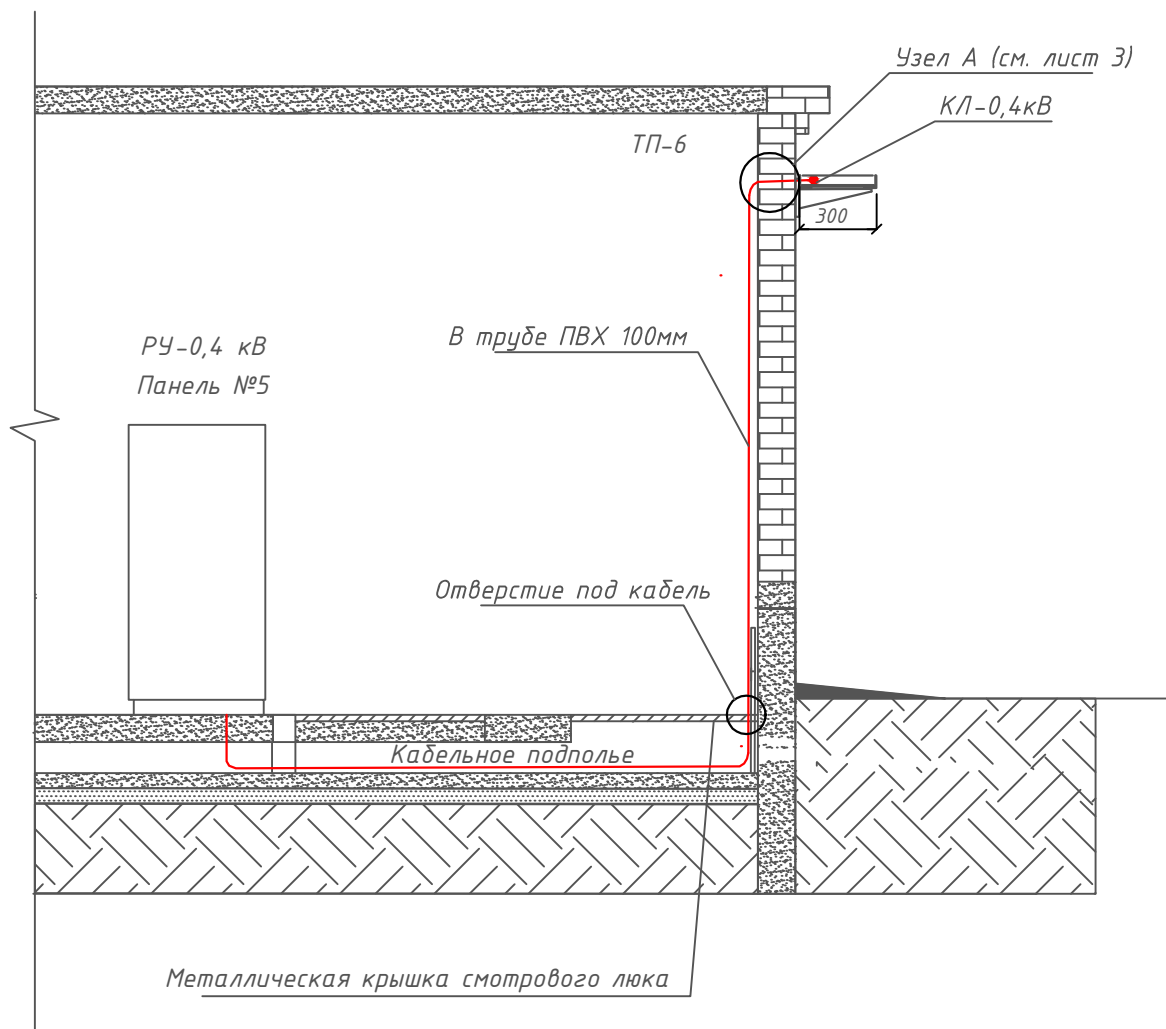 Узел А (см. лист 3)
КЛ-0,4кВ
ТП-6
300
В трубе ПВХ 100мм
РУ-0,4 кВ
Панель №5
Отверстие под кабель
Кабельное подполье
Металлическая крышка смотрового люка